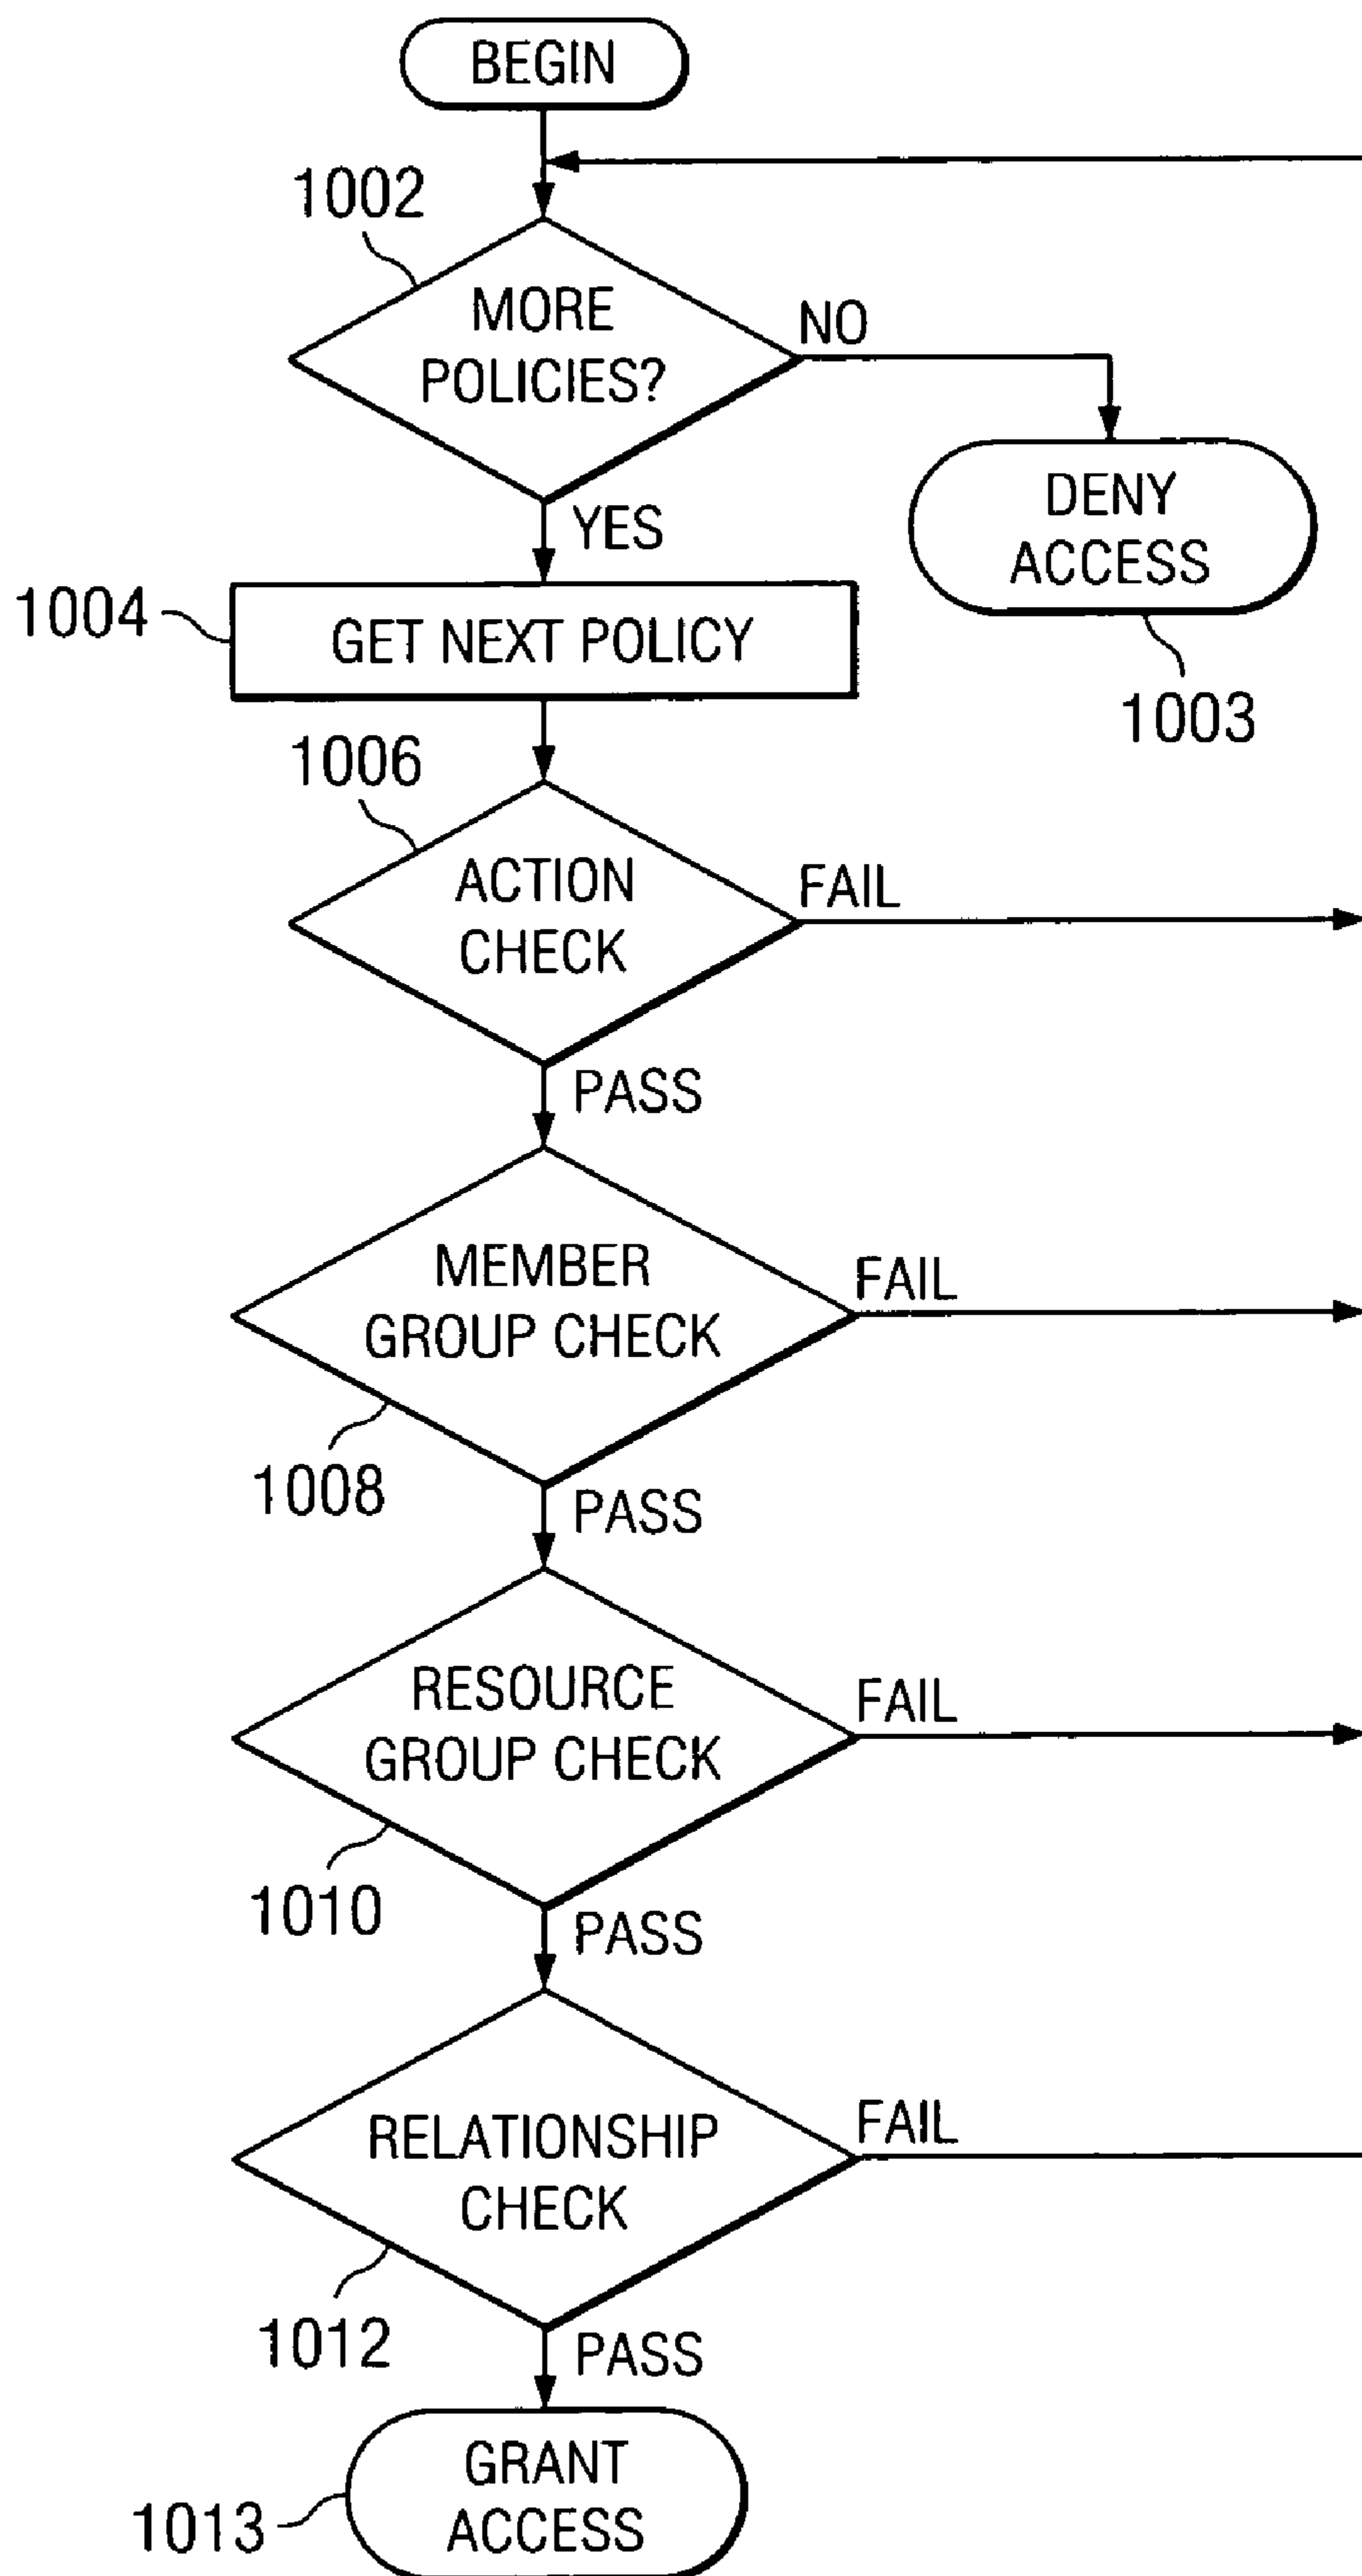 BEGIN
1002
MORE
POLICIES?
NO
YES
DENY
ACCESS
1003
1004
GET NEXT POLICY
1006
ACTION
CHECK
FAIL
PASS
MEMBER
GROUP CHECK
FAIL
1008
PASS
RESOURCE
GROUP CHECK
FAIL
1010
PASS
RELATIONSHIP
CHECK
FAIL
1012
PASS
GRANT
ACCESS
1013